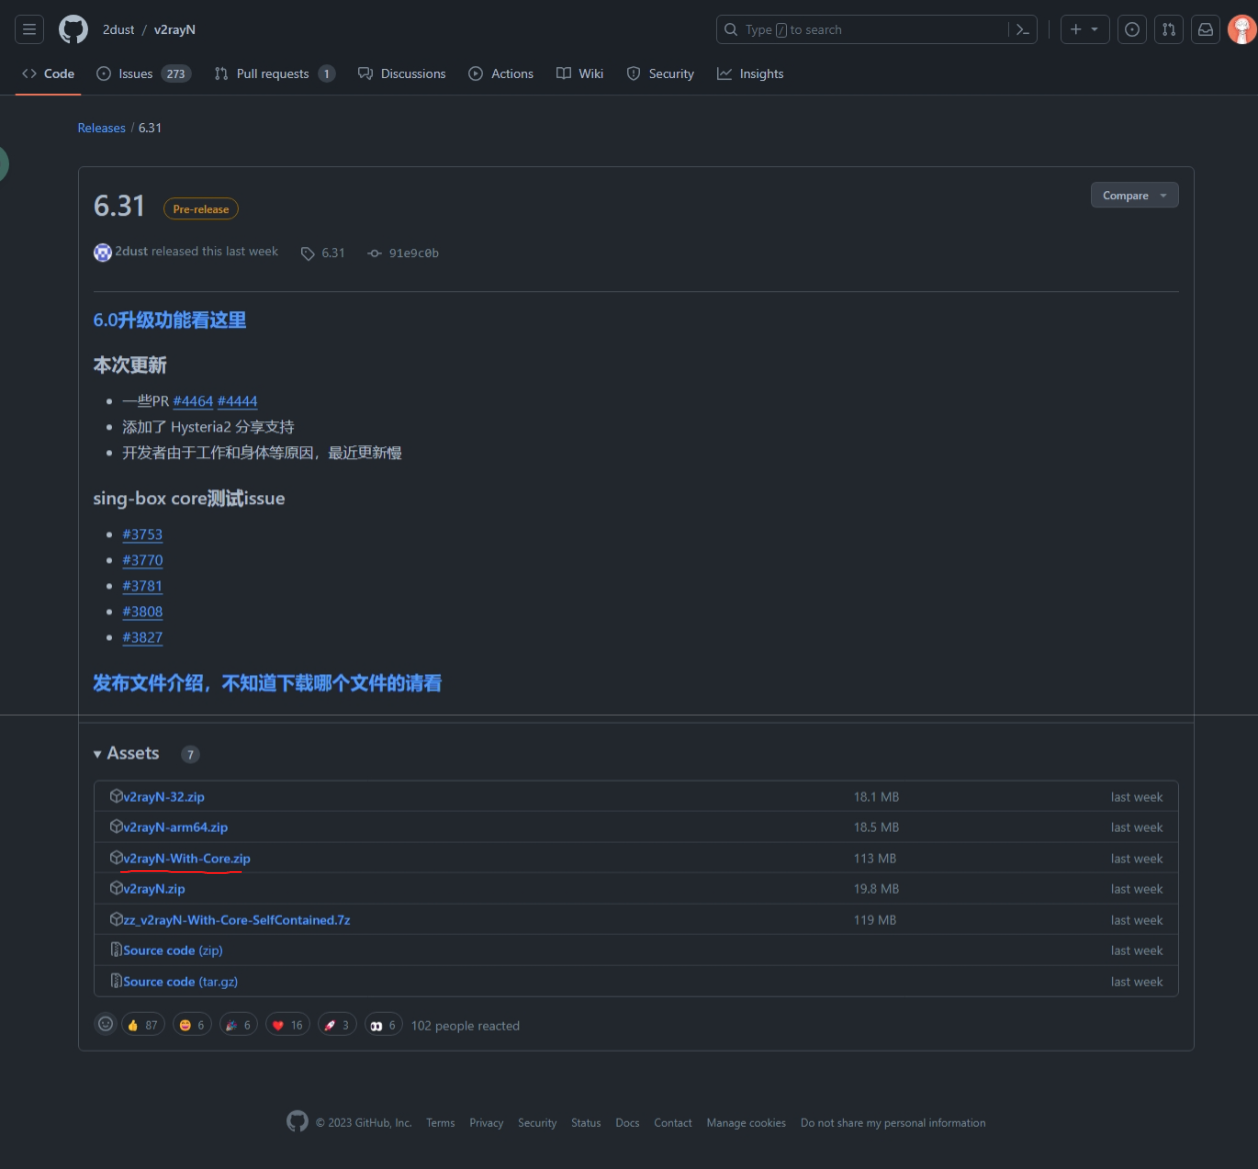 2dust / v2rayN
Type / to search
Code Issues 273 Pull requests 1 Discussions Actions Wiki Security Insights
Releases / 6.31
6.31 Pre-release
Compare
2dust released this last week 6.31 91e9c0b
6.0升级功能看这里
本次更新
一些PR #4464 #4444
添加了 Hysteria2 分享支持
开发者由于工作和身体等原因，最近更新慢
sing-box core测试issue
#3753
#3770
#3781
#3808
#3827
发布文件介绍，不知道下载哪个文件的请看
Assets 7
v2rayN-32.zip 18.1 MB last week
v2rayN-arm64.zip 18.5 MB last week
v2rayN-With-Core.zip 113 MB last week
v2rayN.zip 19.8 MB last week
zz_v2rayN-With-Core-SelfContained.7z 119 MB last week
Source code (zip) last week
Source code (tar.gz) last week
87 6 6 16 3 6 102 people reacted
© 2023 GitHub, Inc. Terms Privacy Security Status Docs Contact Manage cookies Do not share my personal information